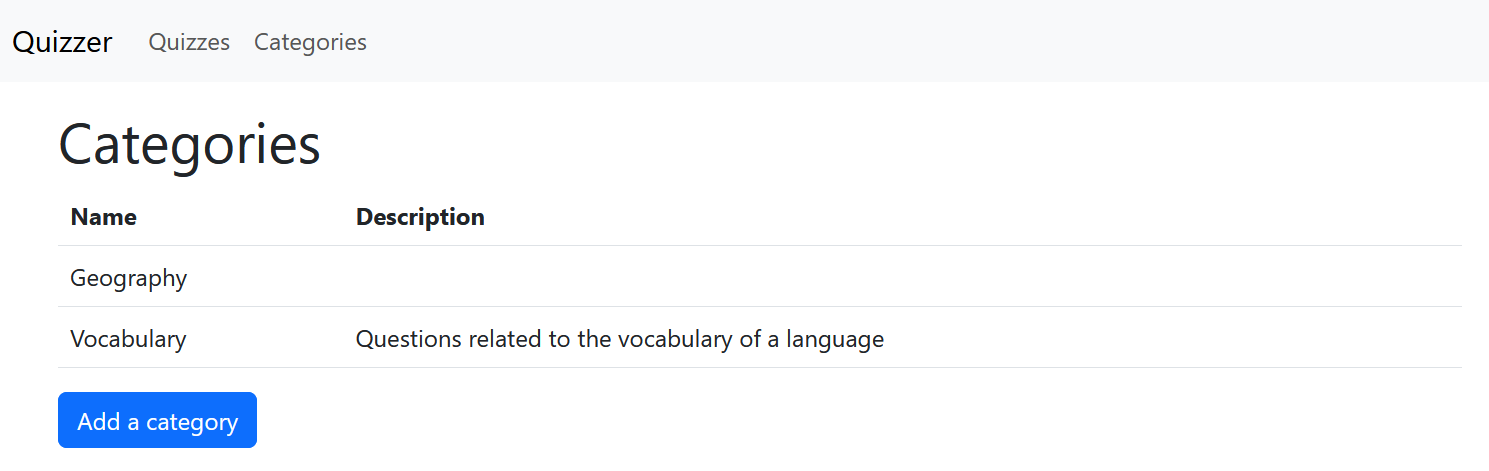 Quizzer Quizzes Categories
Categories
Name Description
Geography
Vocabulary Questions related to the vocabulary of a language
Add a category